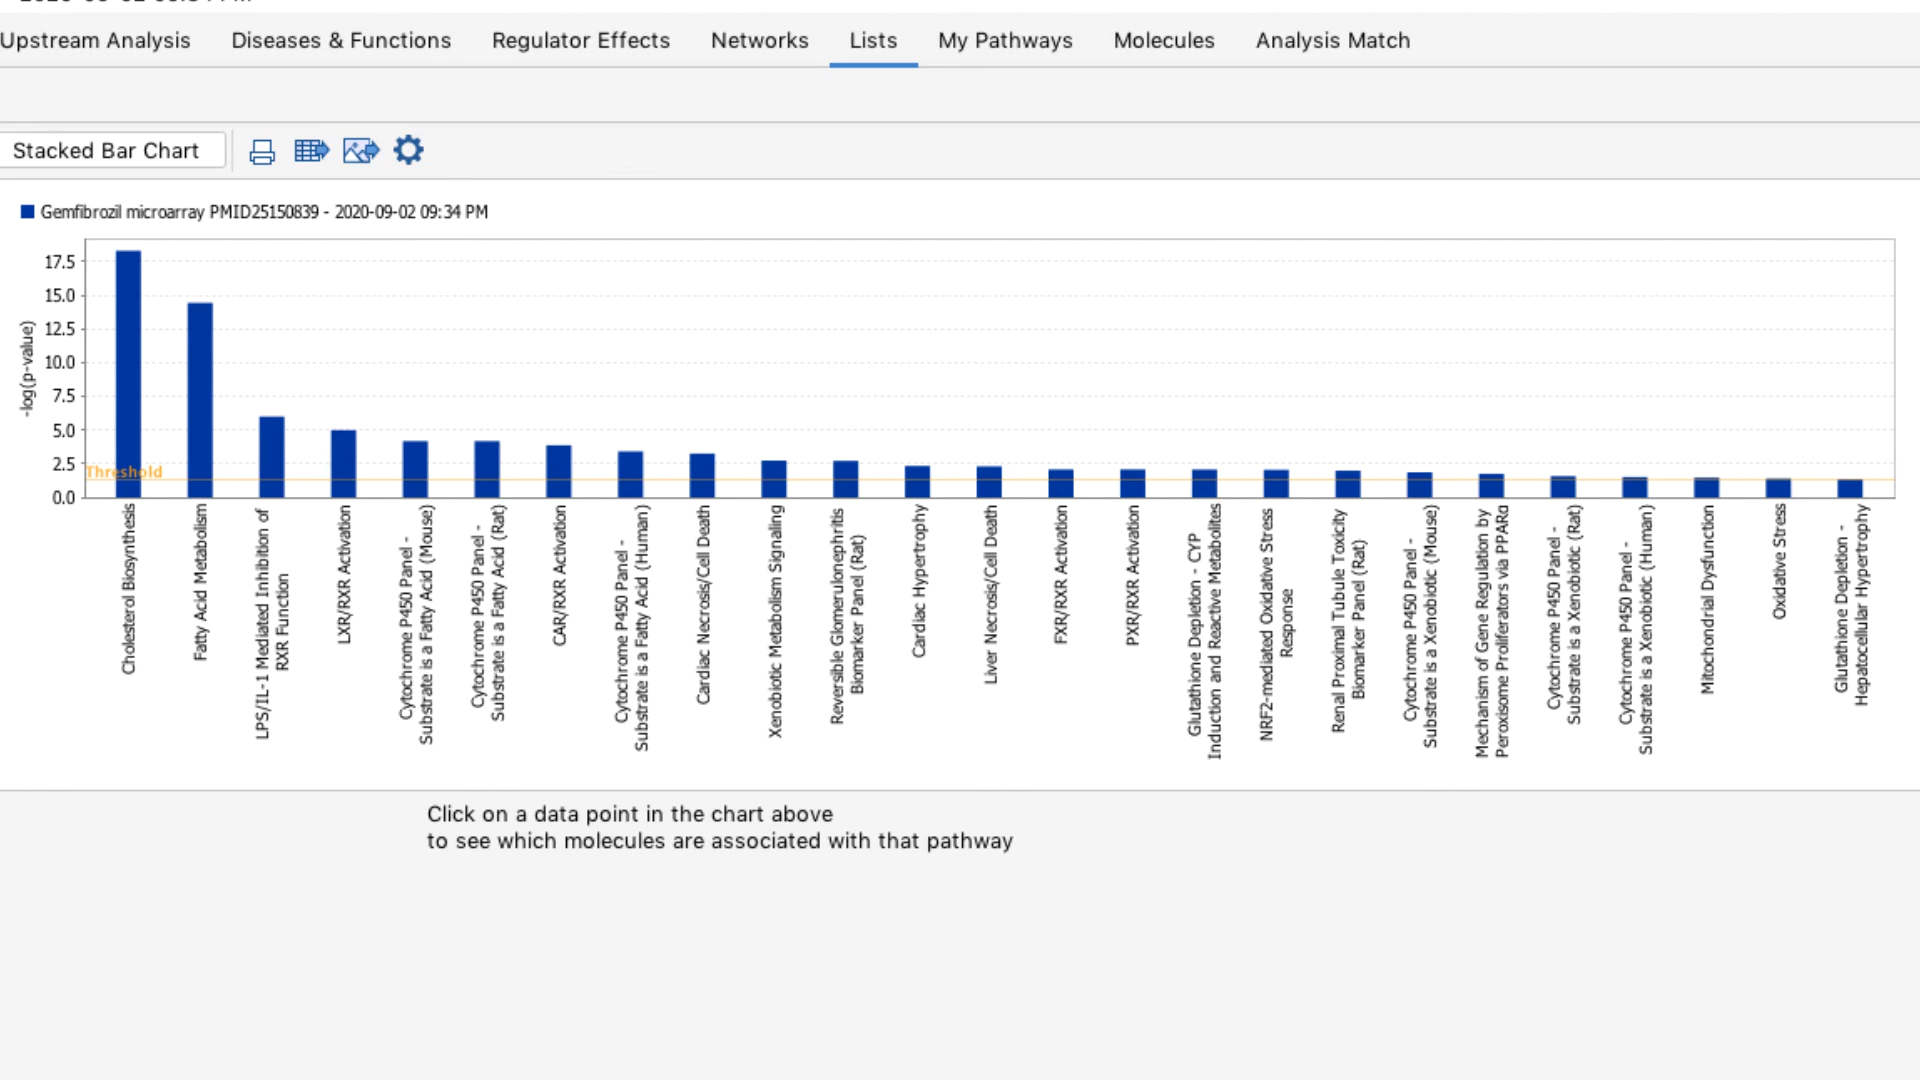 Upstream Analysis Diseases & Functions Regulator Effects Networks Lists My Pathways Molecules Analysis Match
Stacked Bar Chart
Gemfibrozil microarray PMID25150839 - 2020-09-02 09:34 PM
-log(p-value)
17.5
15.0
12.5
10.0
7.5
5.0
2.5
0.0
Threshold
Cholesterol Biosynthesis
Fatty Acid Metabolism
LPS/IL-1 Mediated Inhibition of
RXR Function
LXR/RXR Activation
Cytochrome P450 Panel -
Substrate is a Fatty Acid (Mouse)
Cytochrome P450 Panel -
Substrate is a Fatty Acid (Rat)
CAR/RXR Activation
Cytochrome P450 Panel -
Substrate is a Fatty Acid (Human)
Cardiac Necrosis/Cell Death
Xenobiotic Metabolism Signaling
Reversible Glomerulonephritis
Biomarker Panel (Rat)
Cardiac Hypertrophy
Liver Necrosis/Cell Death
FXR/RXR Activation
PXR/RXR Activation
Glutathione Depletion - CYP
Induction and Reactive Metabolites
NRF2-mediated Oxidative Stress
Response
Renal Proximal Tubule Toxicity
Biomarker Panel (Rat)
Cytochrome P450 Panel -
Substrate is a Xenobiotic (Mouse)
Mechanism of Gene Regulation by
Peroxisome Proliferators via PPARα
Cytochrome P450 Panel -
Substrate is a Xenobiotic (Rat)
Cytochrome P450 Panel -
Substrate is a Xenobiotic (Human)
Mitochondrial Dysfunction
Oxidative Stress
Glutathione Depletion -
Hepatocellular Hypertrophy
Click on a data point in the chart above
to see which molecules are associated with that pathway